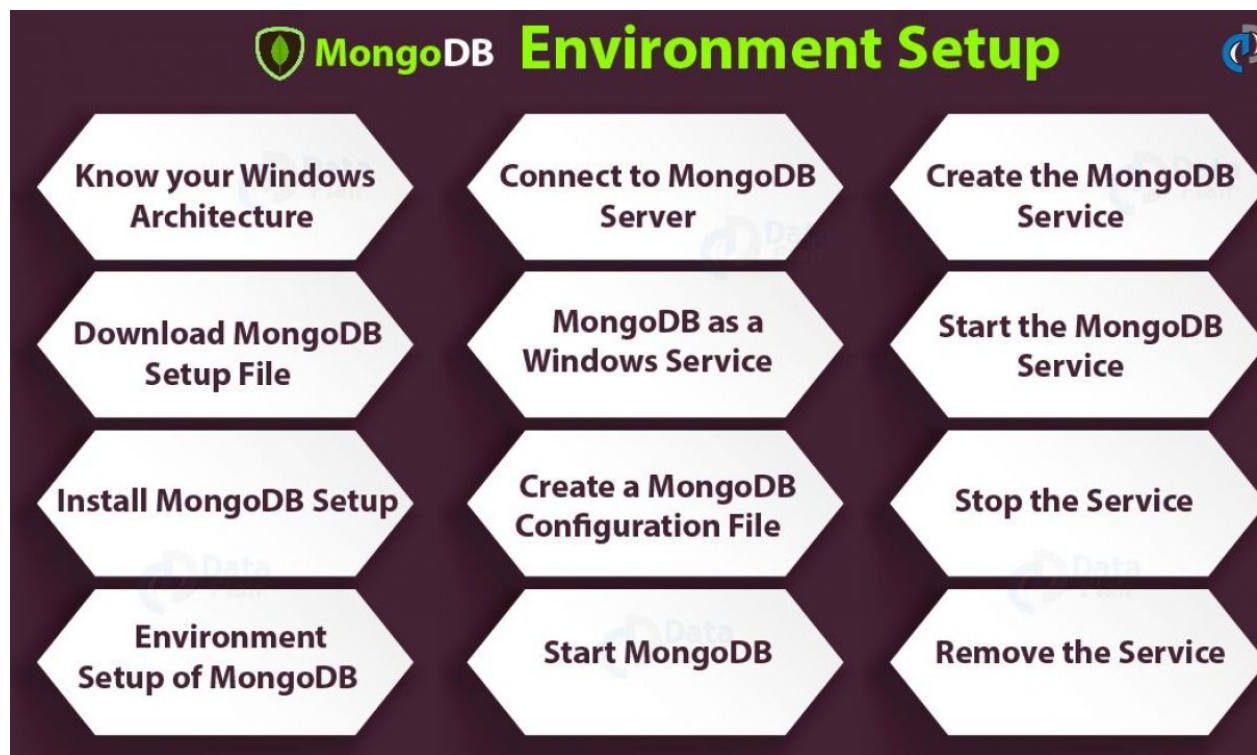 MongoDB Environment Setup
Know your Windows
Architecture
Download MongoDB
Setup File
Install MongoDB Setup
Environment
Setup of MongoDB
Connect to MongoDB
Server
MongoDB as a
Windows Service
Create a MongoDB
Configuration File
Start MongoDB
Create the MongoDB
Service
Start the MongoDB
Service
Stop the Service
Remove the Service